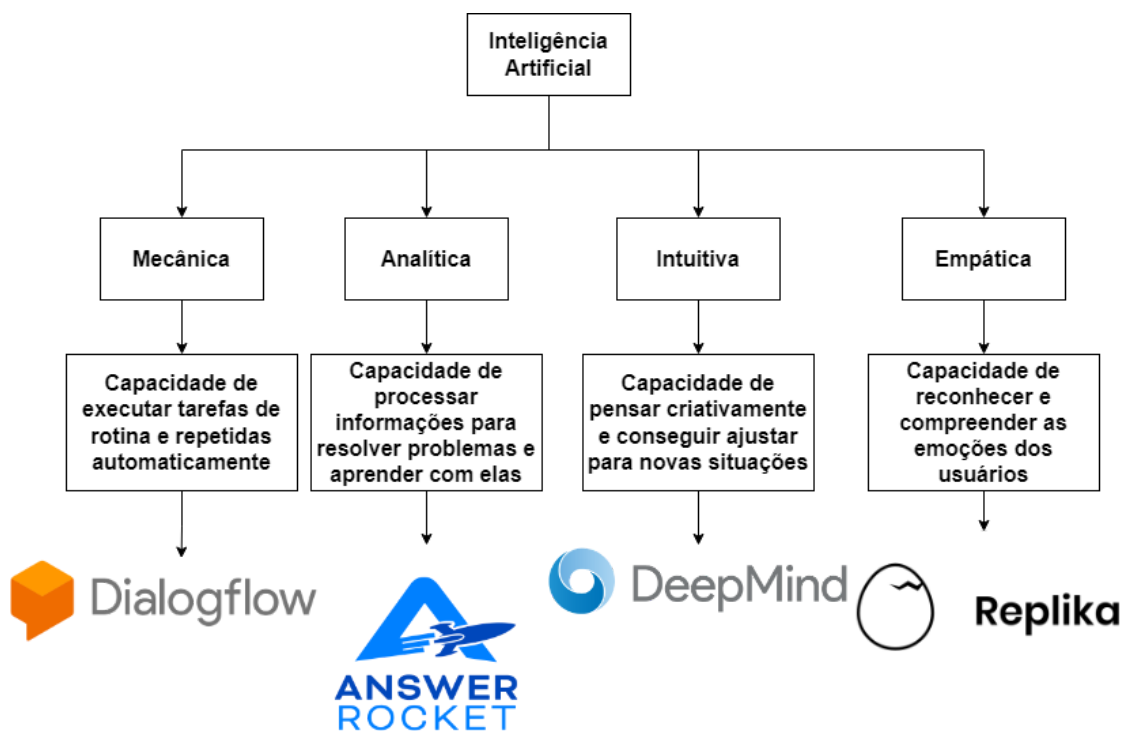 Inteligência
Artificial
Mecânica
Analítica
Intuitiva
Empática
Capacidade de
executar tarefas de
rotina e repetidas
automaticamente
Capacidade de
processar
informações para
resolver problemas e
aprender com elas
Capacidade de
pensar criativamente
e conseguir ajustar
para novas situações
Capacidade de
reconhecer e
compreender as
emoções dos
usuários
Dialogflow
ANSWER
ROCKET
DeepMind
Replika